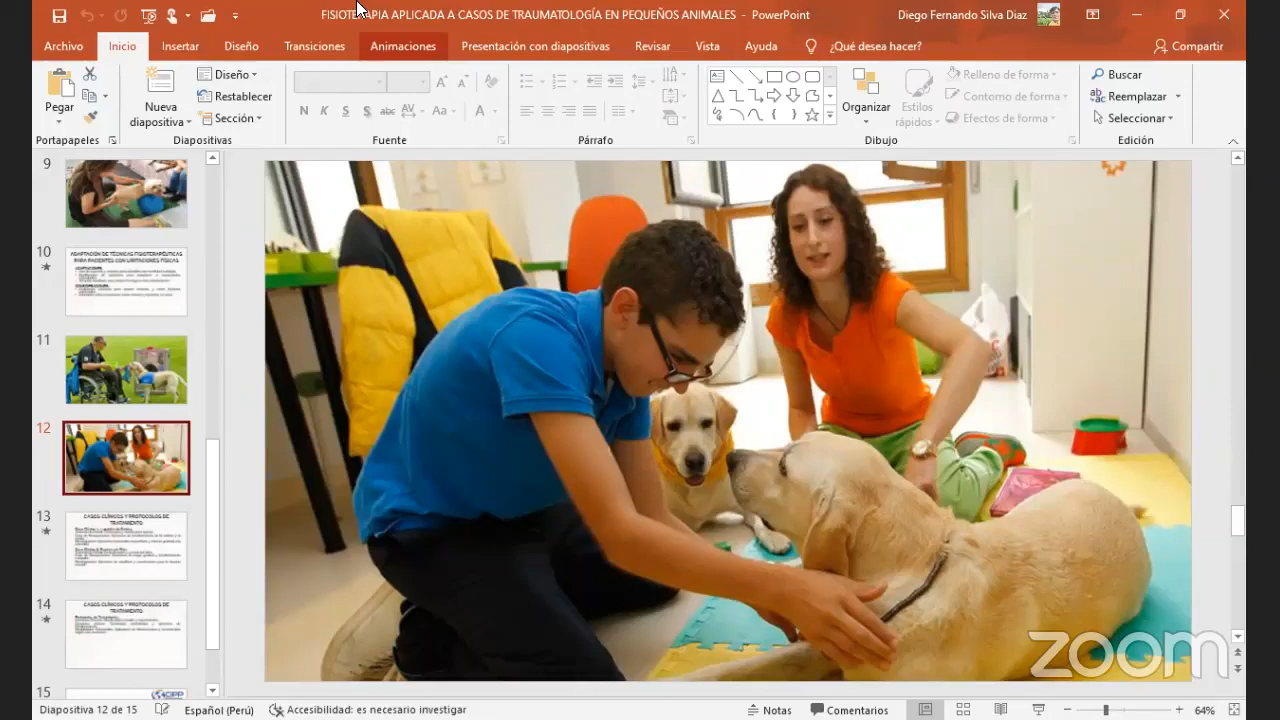 FISIOTERAPIA APLICADA A CASOS DE TRAUMATOLOGÍA EN PEQUEÑOS ANIMALES - PowerPoint
Diego Fernando Silva Diaz
Archivo Inicio Insertar Diseño Transiciones Animaciones Presentación con diapositivas Revisar Vista Ayuda ¿Qué desea hacer? Compartir
Pegar
Nueva diapositiva
Diseño
Restablecer
Sección
N K S S abc AV Aa A
Organizar
Estilos rápidos
Relleno de forma
Contorno de forma
Efectos de forma
Buscar
Reemplazar
Seleccionar
Portapapeles Diapositivas Fuente Párrafo Dibujo Edición
9
10
ADAPTACIÓN DE TÉCNICAS FISIOTERAPÉUTICAS
PARA PACIENTES CON LIMITACIONES FÍSICAS
11
12
13
CASOS CLÍNICOS Y PROTOCOLOS DE
TRATAMIENTO
14
CASOS CLÍNICOS Y PROTOCOLOS DE
TRATAMIENTO
15
zoom
Diapositiva 12 de 15 Español (Perú) Accesibilidad: es necesario investigar Notas Comentarios 64%